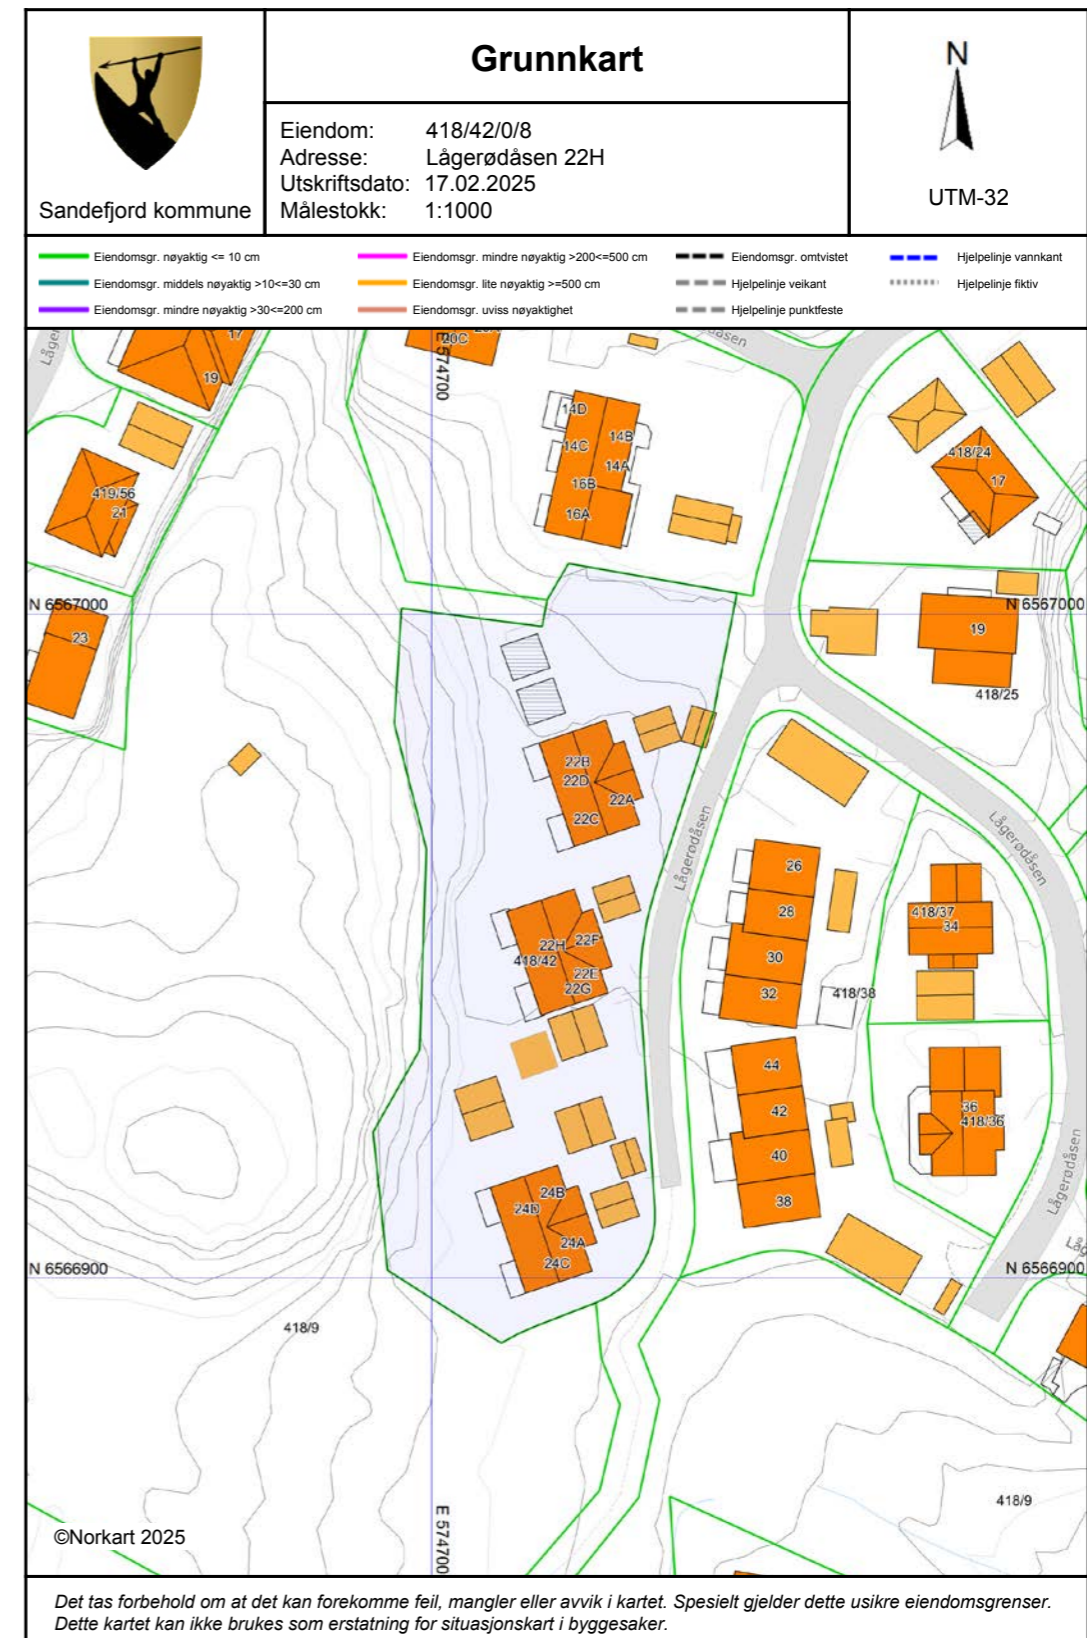 Grunnkart
Sandefjord kommune
Eiendom: 418/42/0/8
Adresse: Lågerødåsen 22H
Utskriftsdato: 17.02.2025
Målestokk: 1:1000
N
UTM-32
Eiendomsgr. nøyaktig <= 10 cm
Eiendomsgr. middels nøyaktig >10<=30 cm
Eiendomsgr. mindre nøyaktig >30<=200 cm
Eiendomsgr. mindre nøyaktig >200<=500 cm
Eiendomsgr. lite nøyaktig >=500 cm
Eiendomsgr. uviss nøyaktighet
Eiendomsgr. omtvistet
Hjelpelinje veikant
Hjelpelinje punktfeste
Hjelpelinje vannkant
Hjelpelinje fiktiv
17
19
20C
E 574700
14D
14B
14C
14A
16B
16A
418/24
17
419/56
21
N 6567000
N 6567000
23
19
418/25
22B
22D
22A
22C
Lågerødåsen
Lågerødåsen
26
28
30
32
418/38
418/37
34
22H
22F
418/42
22E
22G
44
42
40
38
36
418/36
Lågerødåsen
24B
24D
24A
24C
N 6566900
N 6566900
418/9
418/9
E 574700
©Norkart 2025
Det tas forbehold om at det kan forekomme feil, mangler eller avvik i kartet. Spesielt gjelder dette usikre eiendomsgrenser.
Dette kartet kan ikke brukes som erstatning for situasjonskart i byggesaker.